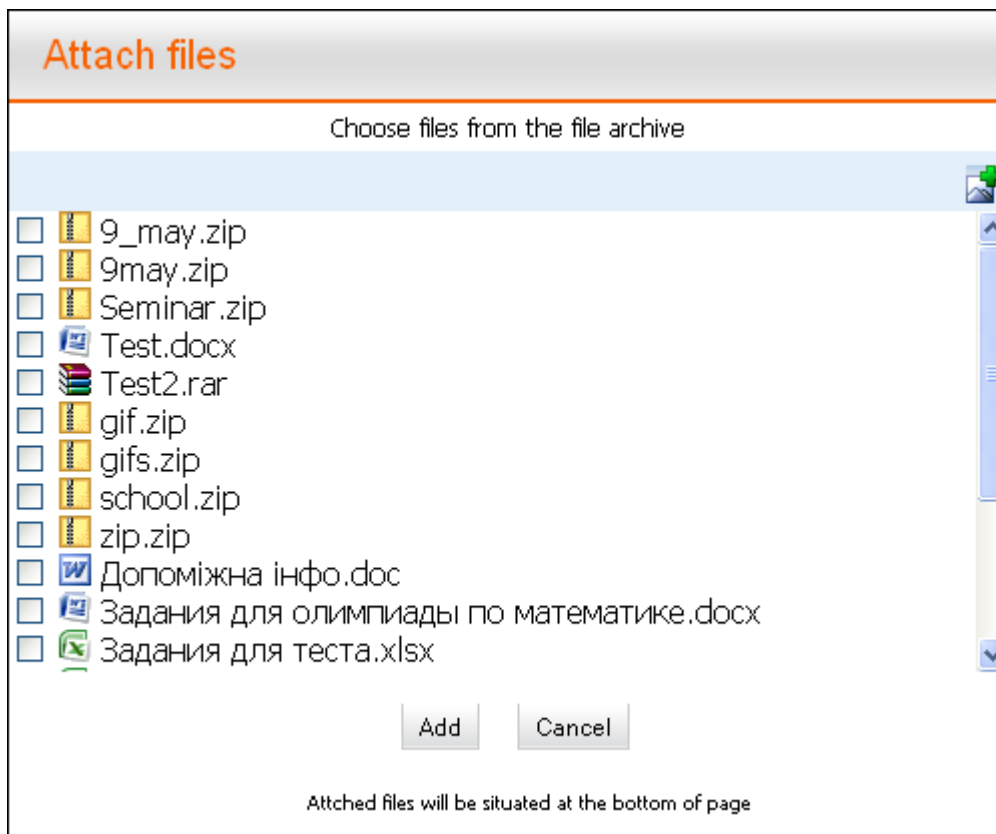 Attach files
Choose files from the file archive
9_may.zip
9may.zip
Seminar.zip
Test.docx
Test2.rar
gif.zip
gifs.zip
school.zip
zip.zip
Допоміжна інфо.doc
Задания для олимпиады по математике.docx
Задания для теста.xlsx
Add Cancel
Attched files will be situated at the bottom of page